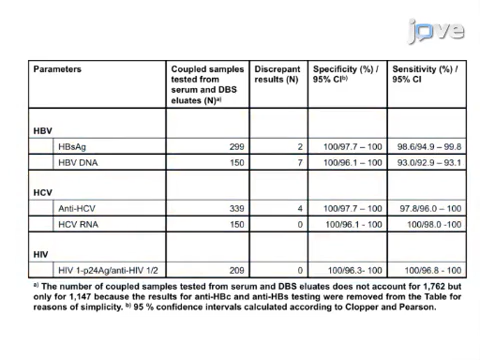 jove
Parameters Coupled samples tested from serum and DBS eluates (N)a) Discrepant results (N) Specificity (%) / 95% CIb) Sensitivity (%) / 95% CI
HBV
HBsAg 299 2 100/97.7 – 100 98.6/94.9 – 99.8
HBV DNA 150 7 100/96.1 – 100 93.0/92.9 – 93.1
HCV
Anti-HCV 339 4 100/97.7 – 100 97.8/96.0 – 100
HCV RNA 150 0 100/96.1 - 100 100/98.0 -100
HIV
HIV 1-p24Ag/anti-HIV 1/2 209 0 100/96.3- 100 100/96.8 - 100
a) The number of coupled samples tested from serum and DBS eluates does not account for 1,762 but
only for 1,147 because the results for anti-HBc and anti-HBs testing were removed from the Table for
reasons of simplicity. b) 95 % confidence intervals calculated according to Clopper and Pearson.